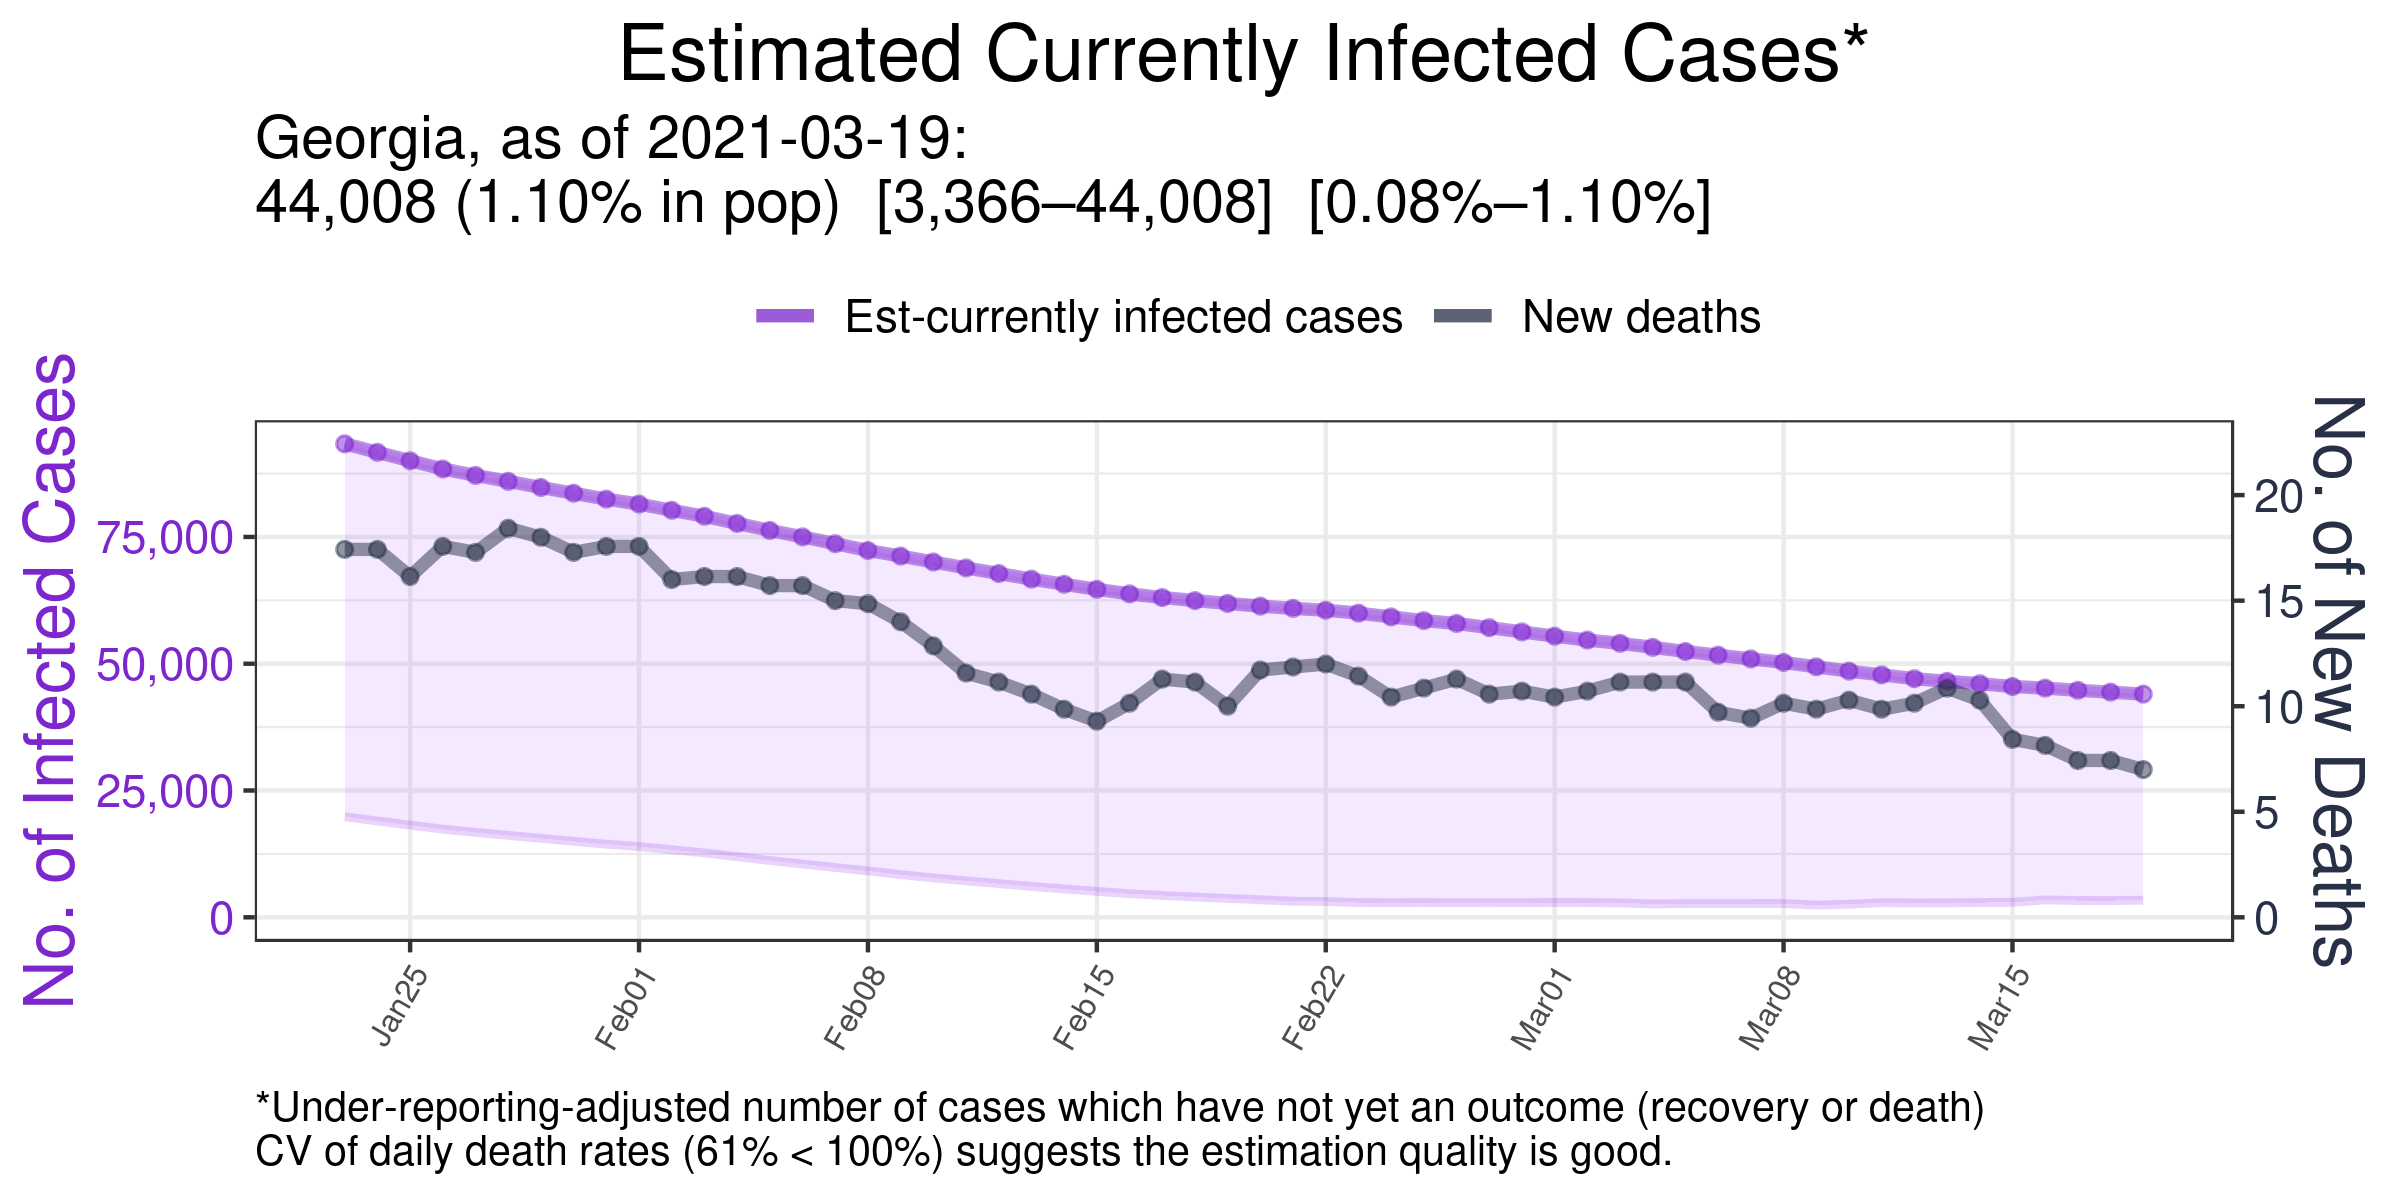 Estimated Currently Infected Cases*
Georgia, as of 2021-03-19:
44,008 (1.10% in pop)  [3,366–44,008]  [0.08%–1.10%]
Est-currently infected cases
New deaths
No. of Infected Cases
75,000
50,000
25,000
0
No. of New Deaths
20
15
10
5
0
Jan25
Feb01
Feb08
Feb15
Feb22
Mar01
Mar08
Mar15
*Under-reporting-adjusted number of cases which have not yet an outcome (recovery or death)
CV of daily death rates (61% < 100%) suggests the estimation quality is good.